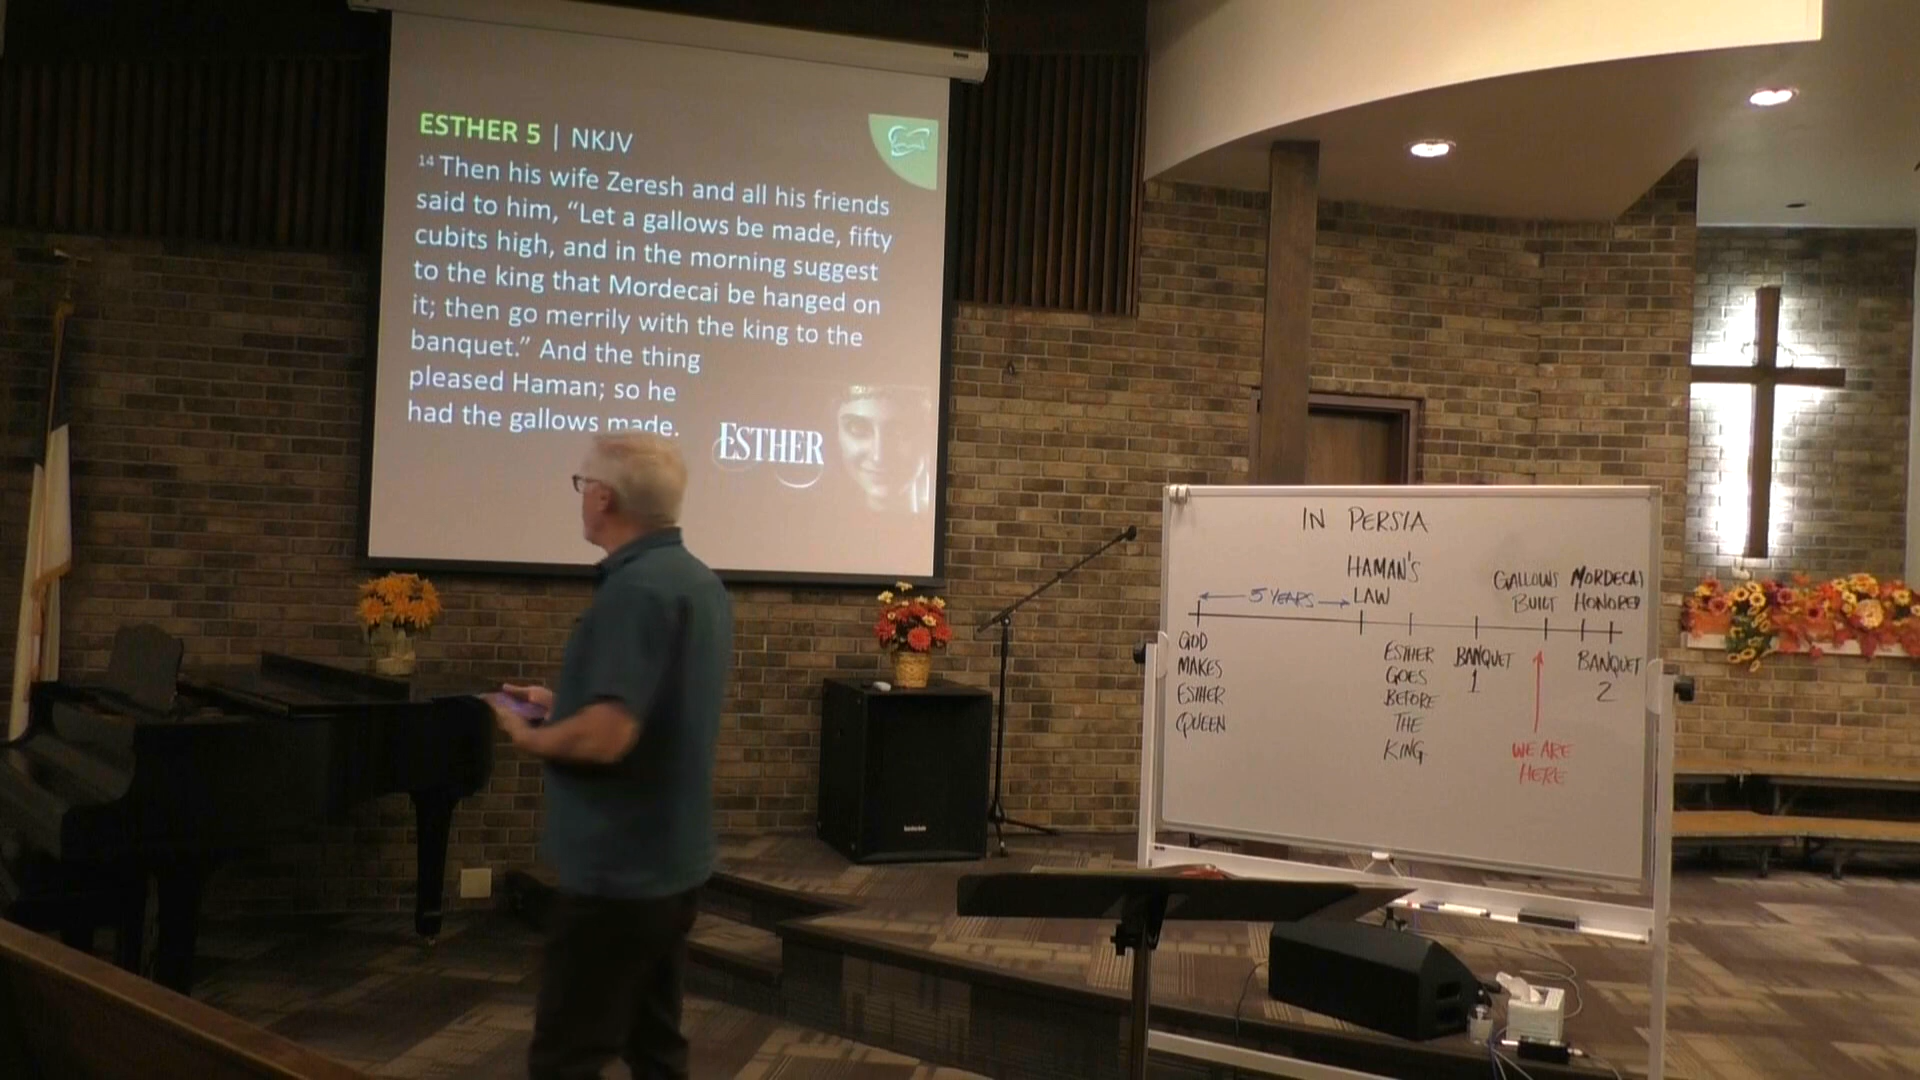 ESTHER 5 | NKJV
14 Then his wife Zeresh and all his friends
said to him, “Let a gallows be made, fifty
cubits high, and in the morning suggest
to the king that Mordecai be hanged on
it; then go merrily with the king to the
banquet.” And the thing
pleased Haman; so he
had the gallows made.
ESTHER
IN PERSIA
HAMAN'S
LAW
5 YEARS
GALLOWS
BUILT
MORDECAI
HONORED
GOD
MAKES
ESTHER
QUEEN
ESTHER
GOES
BEFORE
THE
KING
BANQUET
1
BANQUET
2
WE ARE
HERE